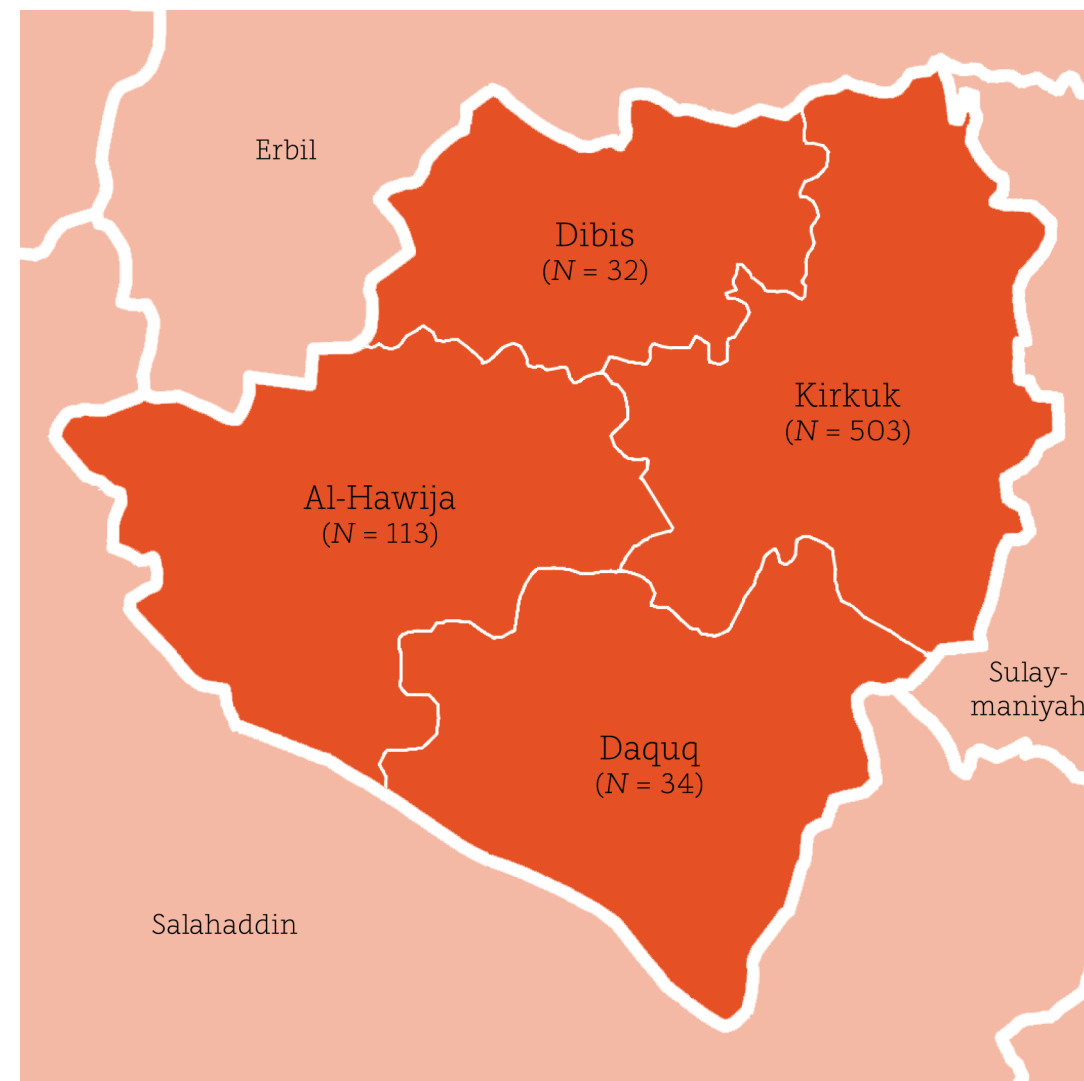 Erbil
Dibis
(N = 32)
Kirkuk
(N = 503)
Al-Hawija
(N = 113)
Sulay-
maniyah
Daquq
(N = 34)
Salahaddin